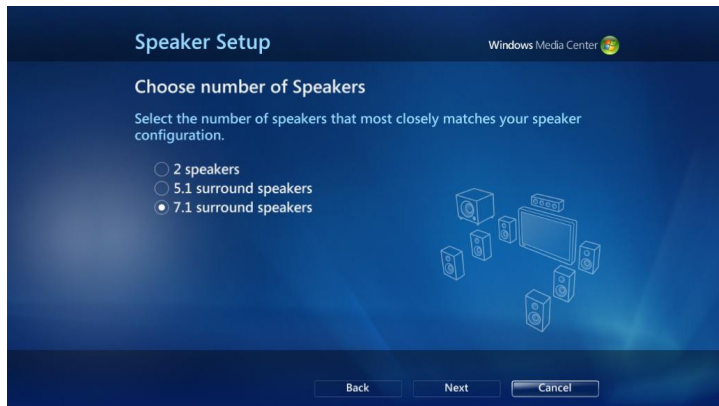 Speaker Setup
Windows Media Center
Choose number of Speakers
Select the number of speakers that most closely matches your speaker
configuration.
2 speakers
5.1 surround speakers
7.1 surround speakers
Back Next Cancel